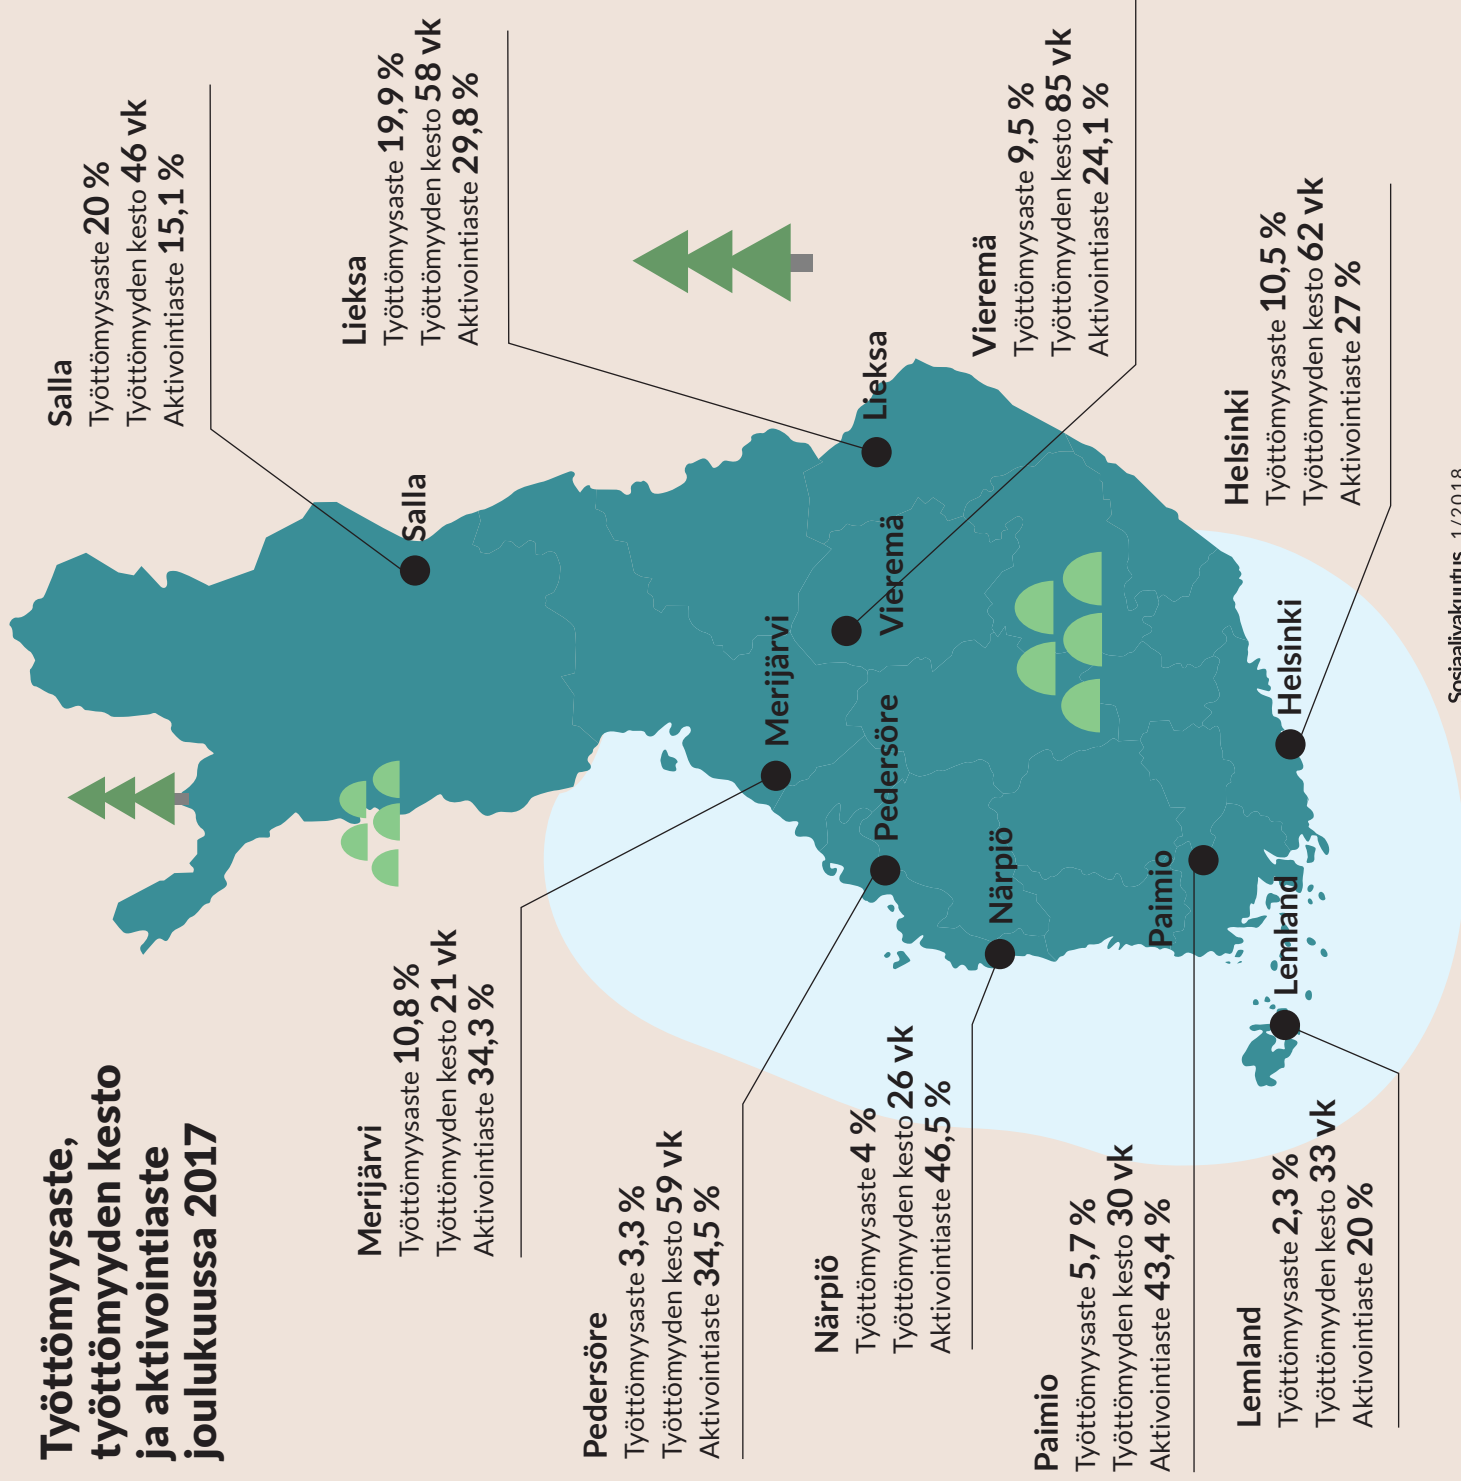 Työttömyysaste,
työttömyyden kesto
ja aktivointiaste
joulukuussa 2017
Salla
Työttömyysaste 20 %
Työttömyyden kesto 46 vk
Aktivointiaste 15,1 %
Lieksa
Työttömyysaste 19,9 %
Työttömyyden kesto 58 vk
Aktivointiaste 29,8 %
Merijärvi
Työttömyysaste 10,8 %
Työttömyyden kesto 21 vk
Aktivointiaste 34,3 %
Pedersöre
Työttömyysaste 3,3 %
Työttömyyden kesto 59 vk
Aktivointiaste 34,5 %
Närpiö
Työttömyysaste 4 %
Työttömyyden kesto 26 vk
Aktivointiaste 46,5 %
Vieremä
Työttömyysaste 9,5 %
Työttömyyden kesto 85 vk
Aktivointiaste 24,1 %
Paimio
Työttömyysaste 5,7 %
Työttömyyden kesto 30 vk
Aktivointiaste 43,4 %
Lemland
Työttömyysaste 2,3 %
Työttömyyden kesto 33 vk
Aktivointiaste 20 %
Helsinki
Työttömyysaste 10,5 %
Työttömyyden kesto 62 vk
Aktivointiaste 27 %
Salla
Merijärvi
Lieksa
Vieremä
Pedersöre
Närpiö
Paimio
Lemland
Helsinki
Sosiaalivakuutus 1/2018